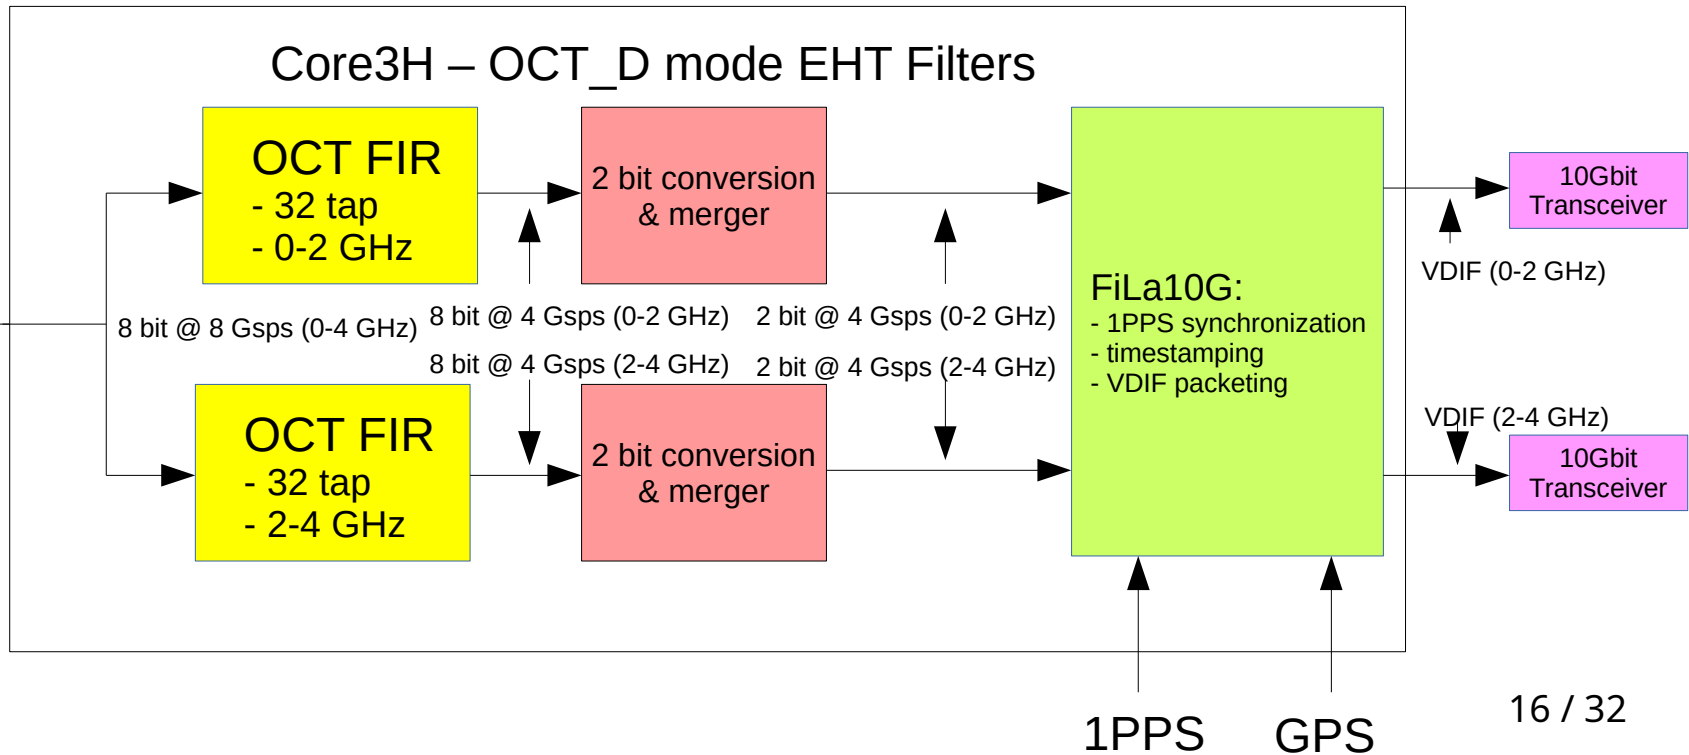 Core3H – OCT_D mode EHT Filters
OCT FIR
- 32 tap
- 0-2 GHz
2 bit conversion
& merger
10Gbit
Transceiver
VDIF (0-2 GHz)
8 bit @ 8 Gsps (0-4 GHz)
8 bit @ 4 Gsps (0-2 GHz)
2 bit @ 4 Gsps (0-2 GHz)
8 bit @ 4 Gsps (2-4 GHz)
2 bit @ 4 Gsps (2-4 GHz)
FiLa10G:
- 1PPS synchronization
- timestamping
- VDIF packeting
OCT FIR
- 32 tap
- 2-4 GHz
2 bit conversion
& merger
VDIF (2-4 GHz)
10Gbit
Transceiver
1PPS
GPS
16 / 32